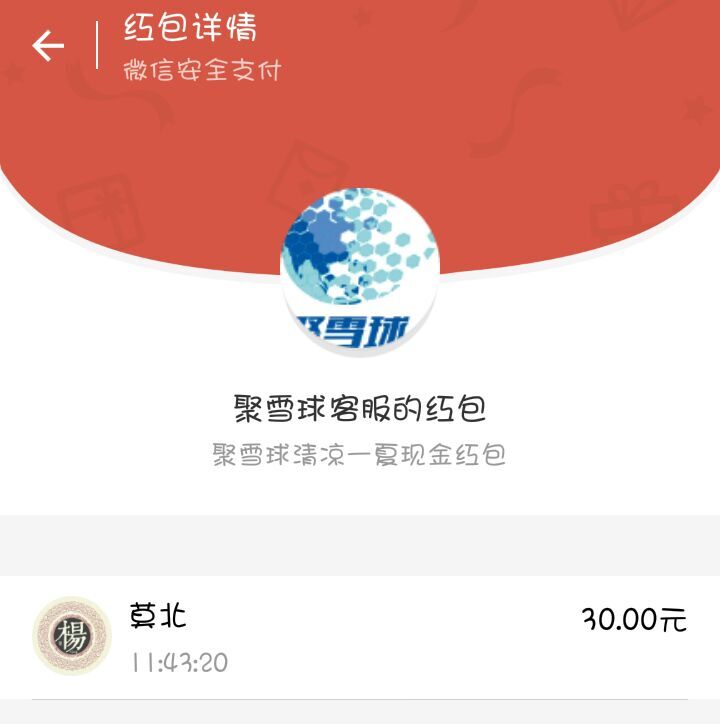 红包详情
微信安全支付
聚雪球
聚雪球客服的红包
聚雪球清凉一夏现金红包
楊
莫北
30.00元
11:43:20